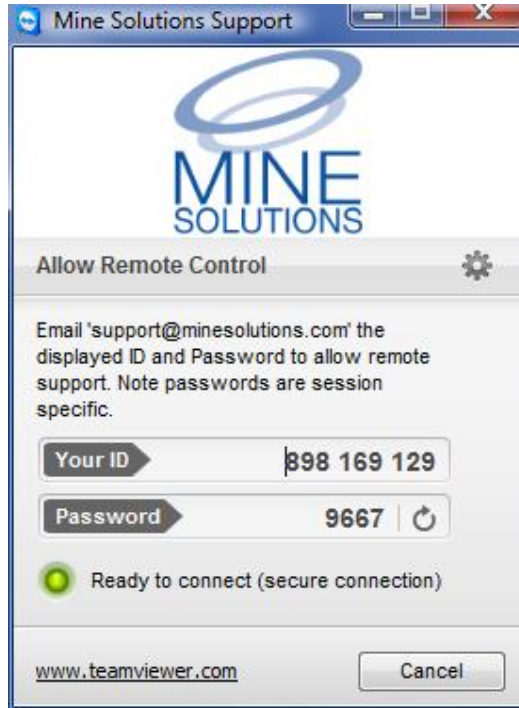 Mine Solutions Support
MINE
SOLUTIONS
Allow Remote Control
Email 'support@minesolutions.com' the
displayed ID and Password to allow remote
support. Note passwords are session
specific.
Your ID 898 169 129
Password 9667
Ready to connect (secure connection)
www.teamviewer.com Cancel